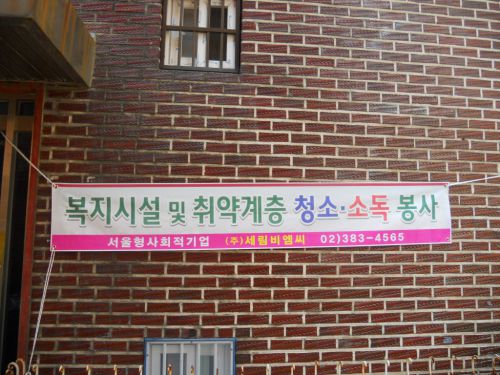 복지시설 및 취약계층 청소·소독 봉사
서울형사회적기업 (주)세림비엠씨 02)383-4565